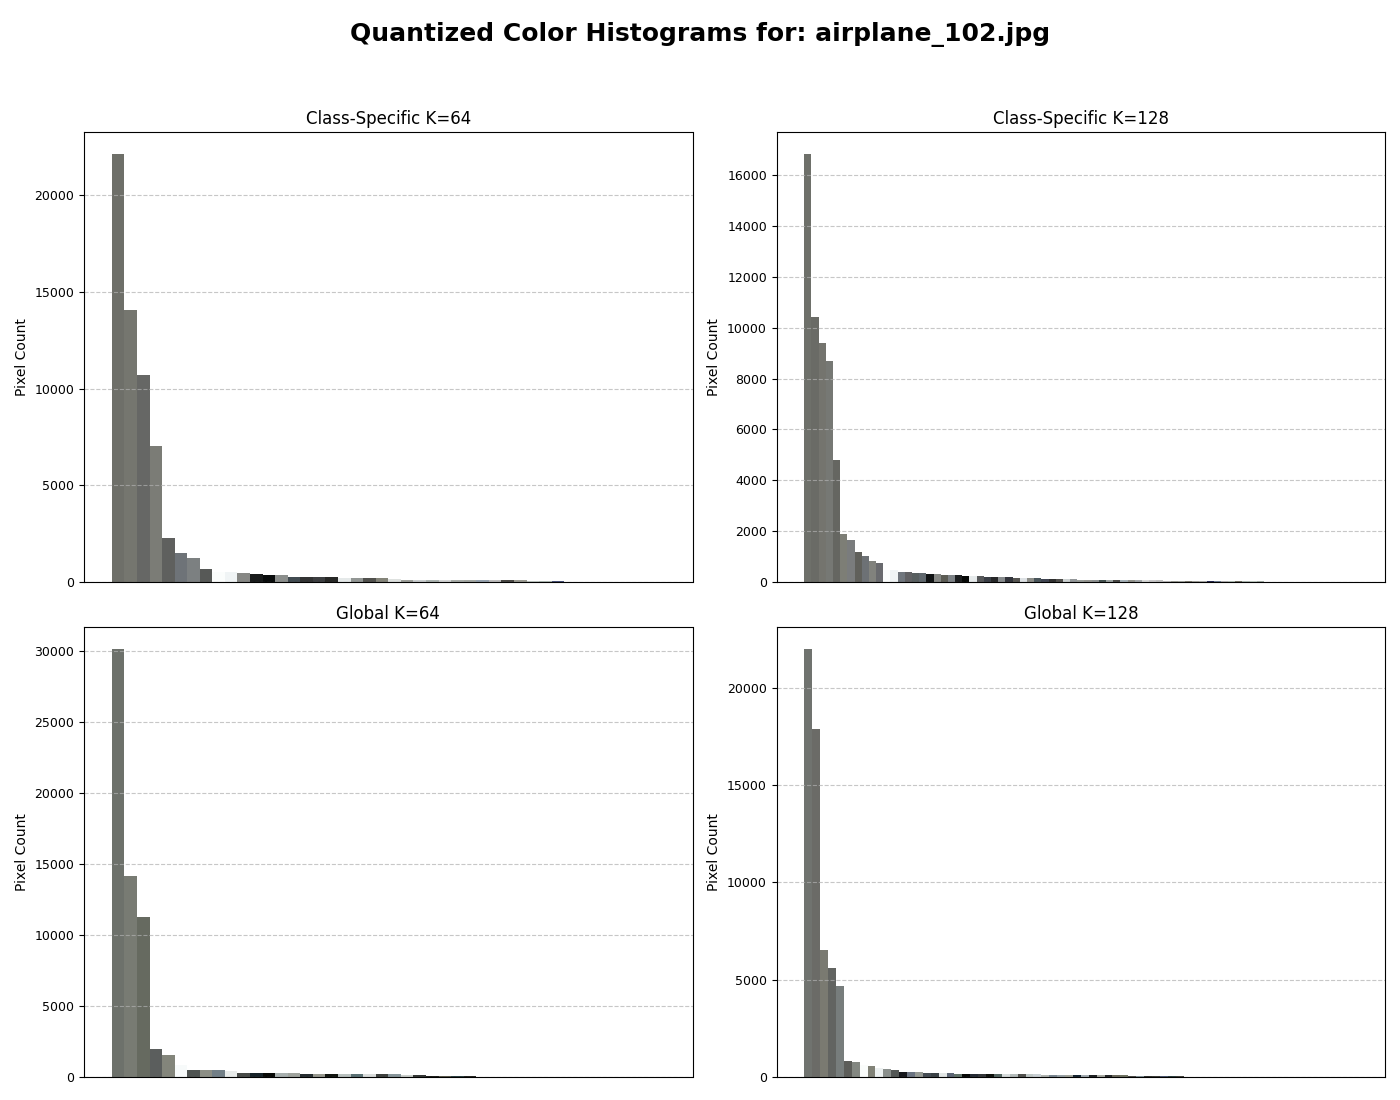 Quantized Color Histograms for: airplane_102.jpg
Class-Specific K=64
Pixel Count
20000
15000
10000
5000
0
Class-Specific K=128
Pixel Count
16000
14000
12000
10000
8000
6000
4000
2000
0
Global K=64
Pixel Count
30000
25000
20000
15000
10000
5000
0
Global K=128
Pixel Count
20000
15000
10000
5000
0